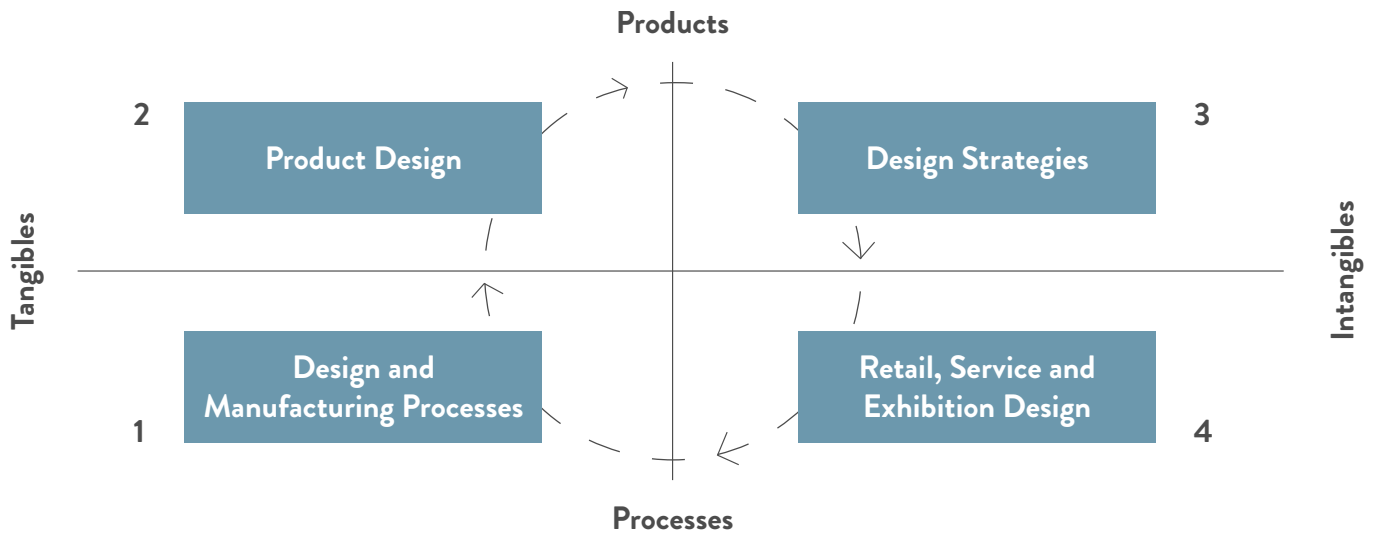 Products
2
Product Design
3
Design Strategies
Tangibles
Intangibles
Design and
Manufacturing Processes
1
Retail, Service and
Exhibition Design
4
Processes